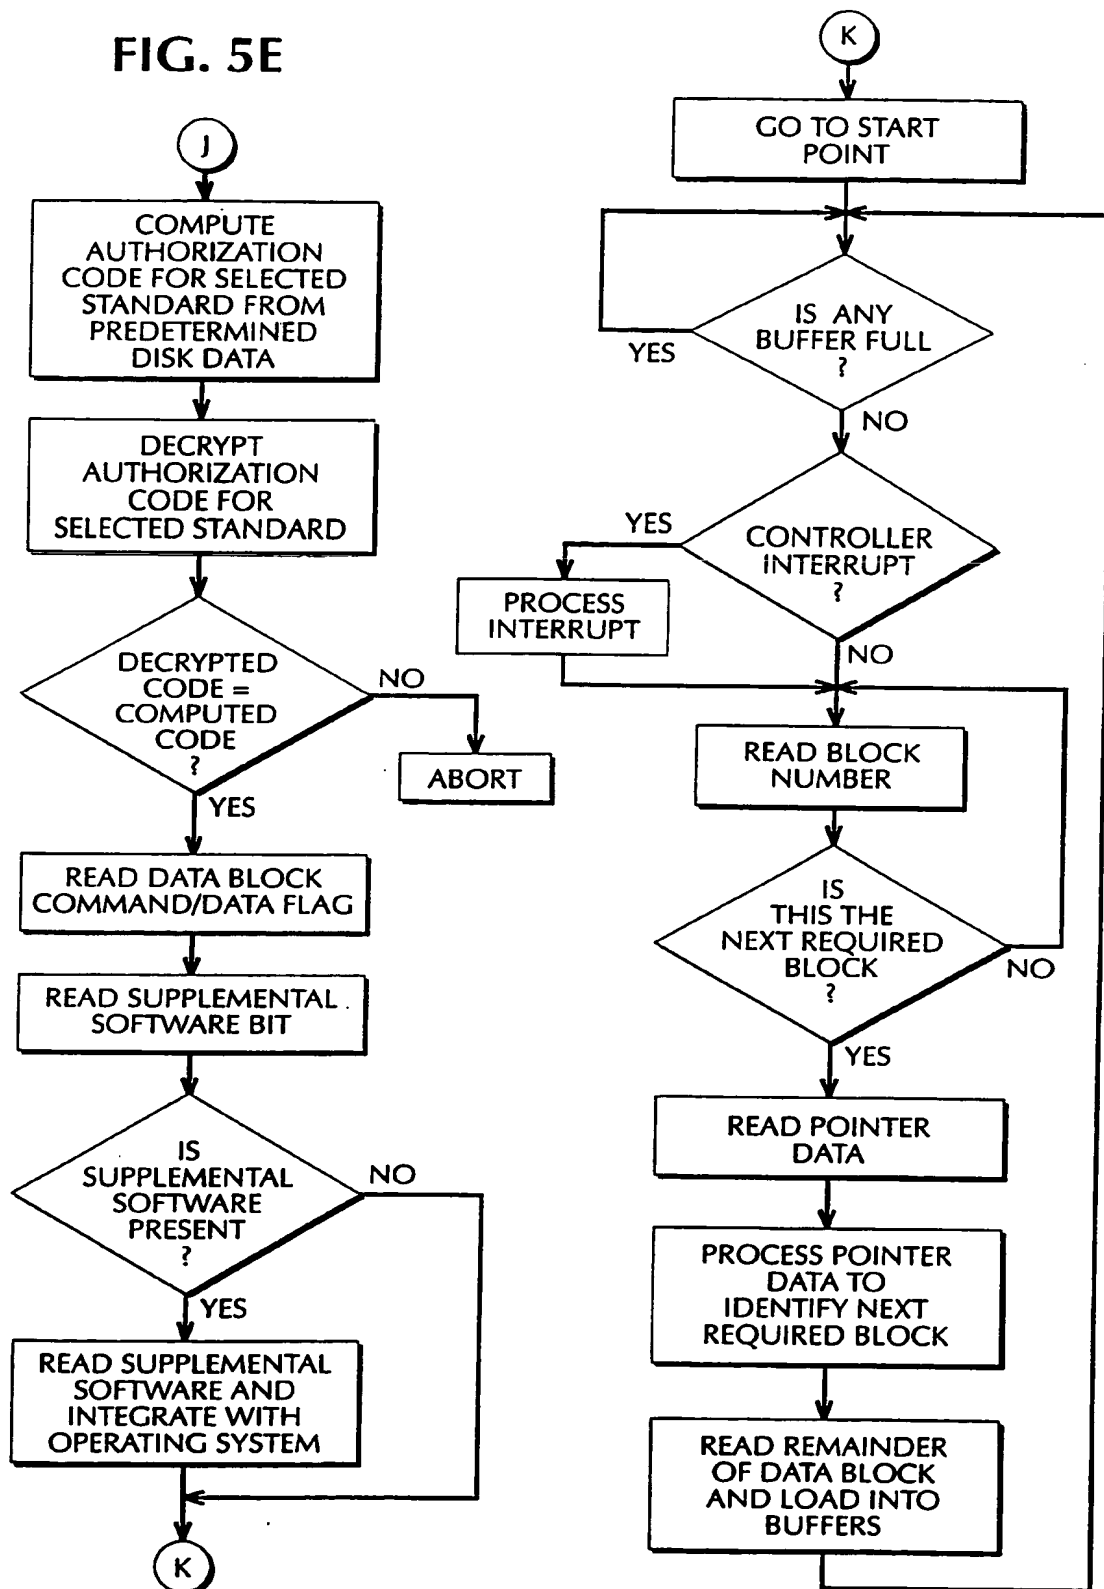 FIG. 5E
J
COMPUTE
AUTHORIZATION
CODE FOR SELECTED
STANDARD FROM
PREDETERMINED
DISK DATA
DECRYPT
AUTHORIZATION
CODE FOR
SELECTED STANDARD
DECRYPTED
CODE =
COMPUTED
CODE
?
NO
ABORT
YES
READ DATA BLOCK
COMMAND/DATA FLAG
READ SUPPLEMENTAL
SOFTWARE BIT
IS
SUPPLEMENTAL
SOFTWARE
PRESENT
?
NO
YES
READ SUPPLEMENTAL
SOFTWARE AND
INTEGRATE WITH
OPERATING SYSTEM
K
K
GO TO START
POINT
IS ANY
BUFFER FULL
?
YES
NO
CONTROLLER
INTERRUPT
?
YES
PROCESS
INTERRUPT
NO
READ BLOCK
NUMBER
IS
THIS THE
NEXT REQUIRED
BLOCK
?
NO
YES
READ POINTER
DATA
PROCESS POINTER
DATA TO
IDENTIFY NEXT
REQUIRED BLOCK
READ REMAINDER
OF DATA BLOCK
AND LOAD INTO
BUFFERS